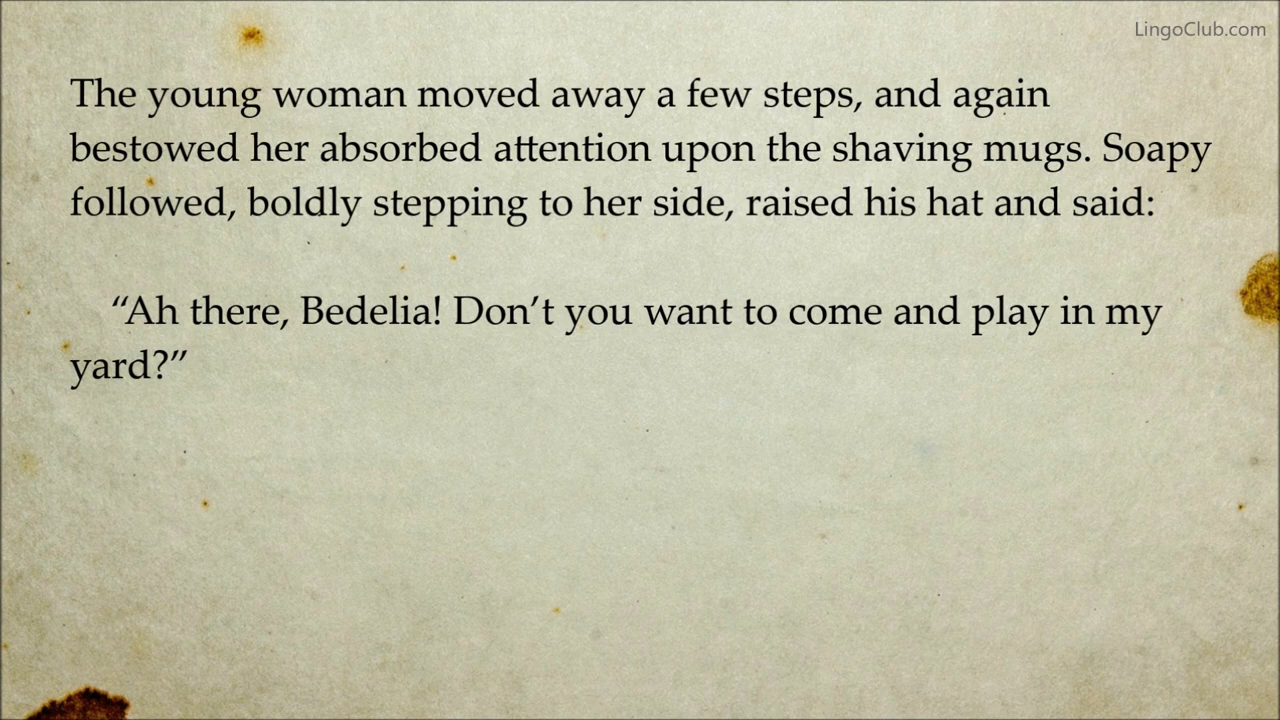 LingoClub.com
The young woman moved away a few steps, and again
bestowed her absorbed attention upon the shaving mugs. Soapy
followed, boldly stepping to her side, raised his hat and said:
“Ah there, Bedelia! Don’t you want to come and play in my
yard?”